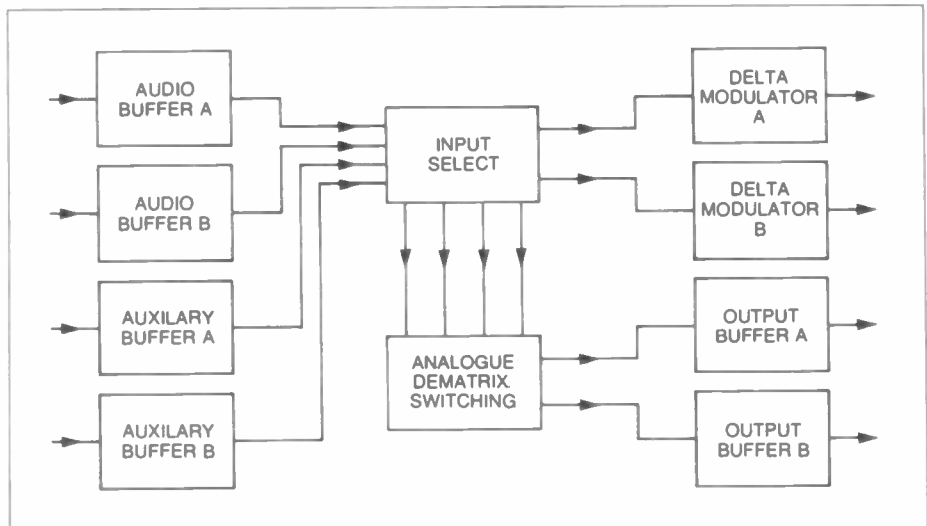 AUDIO
BUFFER A
AUDIO
BUFFER B
AUXILARY
BUFFER A
AUXILARY
BUFFER B
INPUT
SELECT
ANALOGUE
DEMATRIX
SWITCHING
DELTA
MODULATOR
A
DELTA
MODULATOR
B
OUTPUT
BUFFER A
OUTPUT
BUFFER B